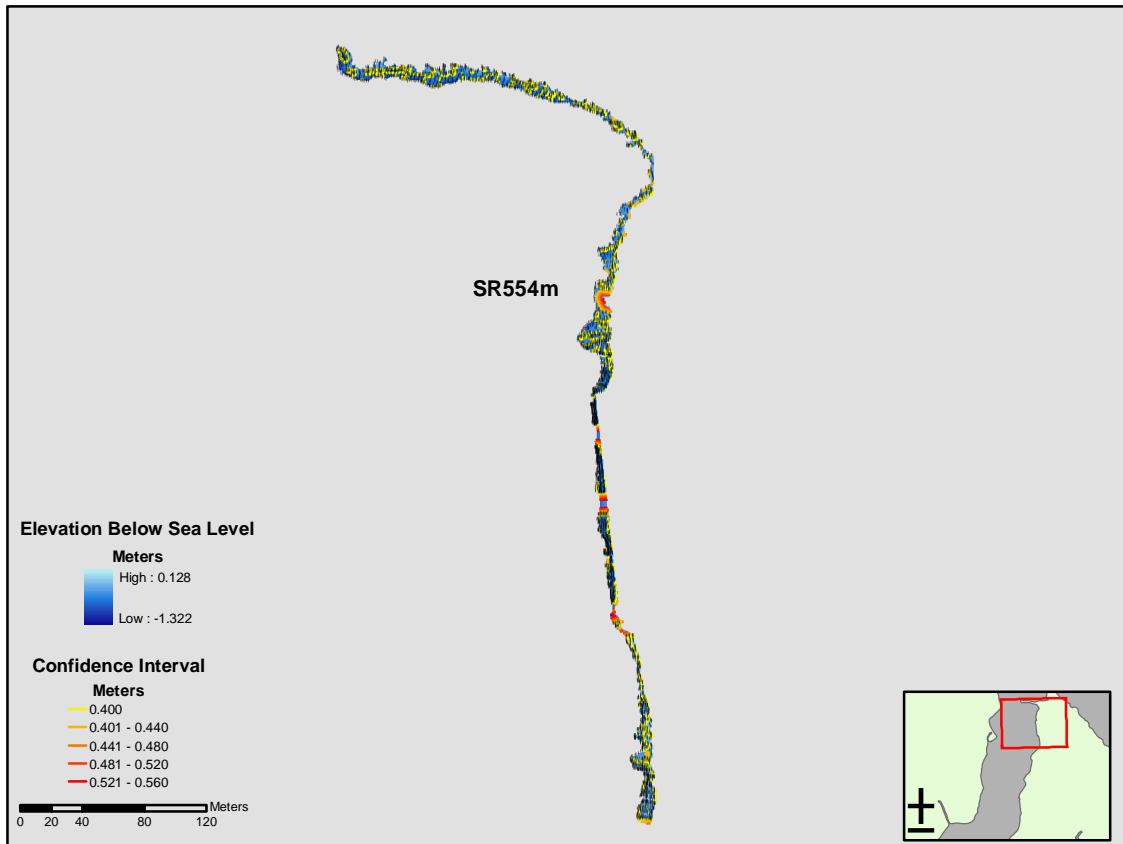 SR554m
Elevation Below Sea Level
Meters
High : 0.128
Low : -1.322
Confidence Interval
Meters
0.400
0.401 - 0.440
0.441 - 0.480
0.481 - 0.520
0.521 - 0.560
Meters
0 20 40 80 120